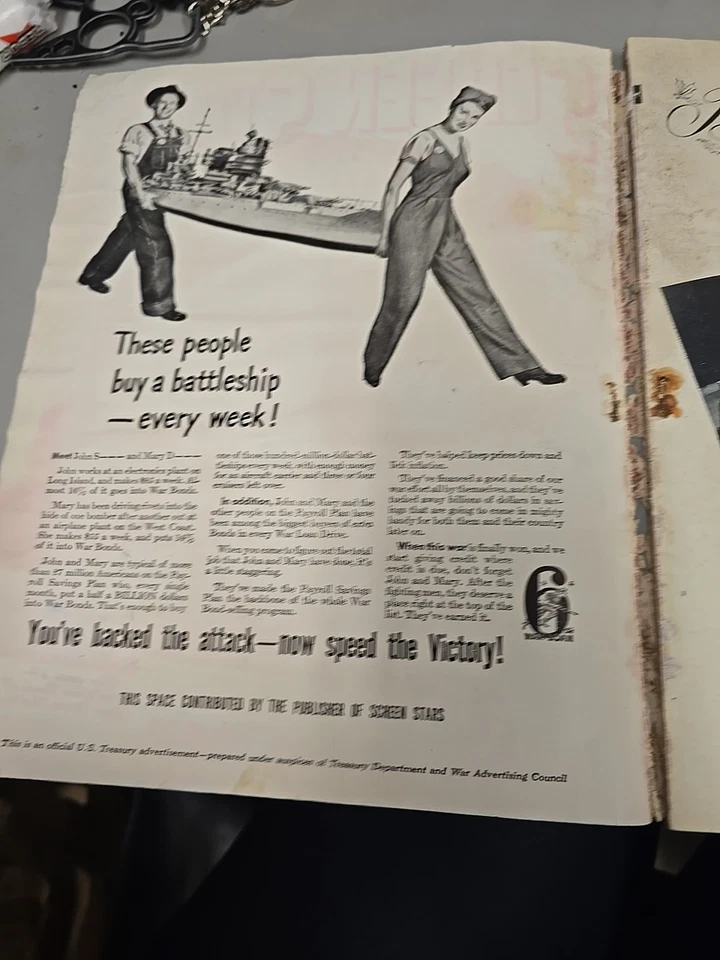 These people
buy a battleship
— every week!
Meet John S—— and Mary D——
John works at an electronics plant on
Long Island, and makes $85 a week. Al-
most 16% of it goes into War Bonds.
Mary has been driving rivets into the
hide of one bomber after another out at
an airplane plant on the West Coast.
She makes $55 a week, and puts 14%
of it into War Bonds.
John and Mary are typical of more
than 27 million Americans on the Pay-
roll Savings Plan who, every single
month, put a half a BILLION dollars
into War Bonds. That's enough to buy
one of those hundred-million-dollar bat-
tleships every week, with enough money
for an aircraft carrier and three or four
cruisers left over.
In addition, John and Mary and the
other people on the Payroll Plan have
been among the biggest buyers of extra
Bonds in every War Loan Drive.
When you come to figure out the total
job that John and Mary have done, it's
a little staggering.
They've made the Payroll Savings
Plan the backbone of the whole War
Bond-selling program.
They've helped keep prices down and
lick inflation.
They've financed a good share of our
war effort all by themselves, and they've
tucked away billions of dollars in sav-
ings that are going to come in mighty
handy for both them and their country
later on.
When this war is finally won, and we
start giving credit where
credit is due, don't forget
John and Mary. After the
fighting men, they deserve a
place right at the top of the
list. They've earned it.
6
You've backed the attack—now speed the Victory!
THIS SPACE CONTRIBUTED BY THE PUBLISHER OF SCREEN STARS
This is an official U.S. Treasury advertisement—prepared under auspices of Treasury Department and War Advertising Council